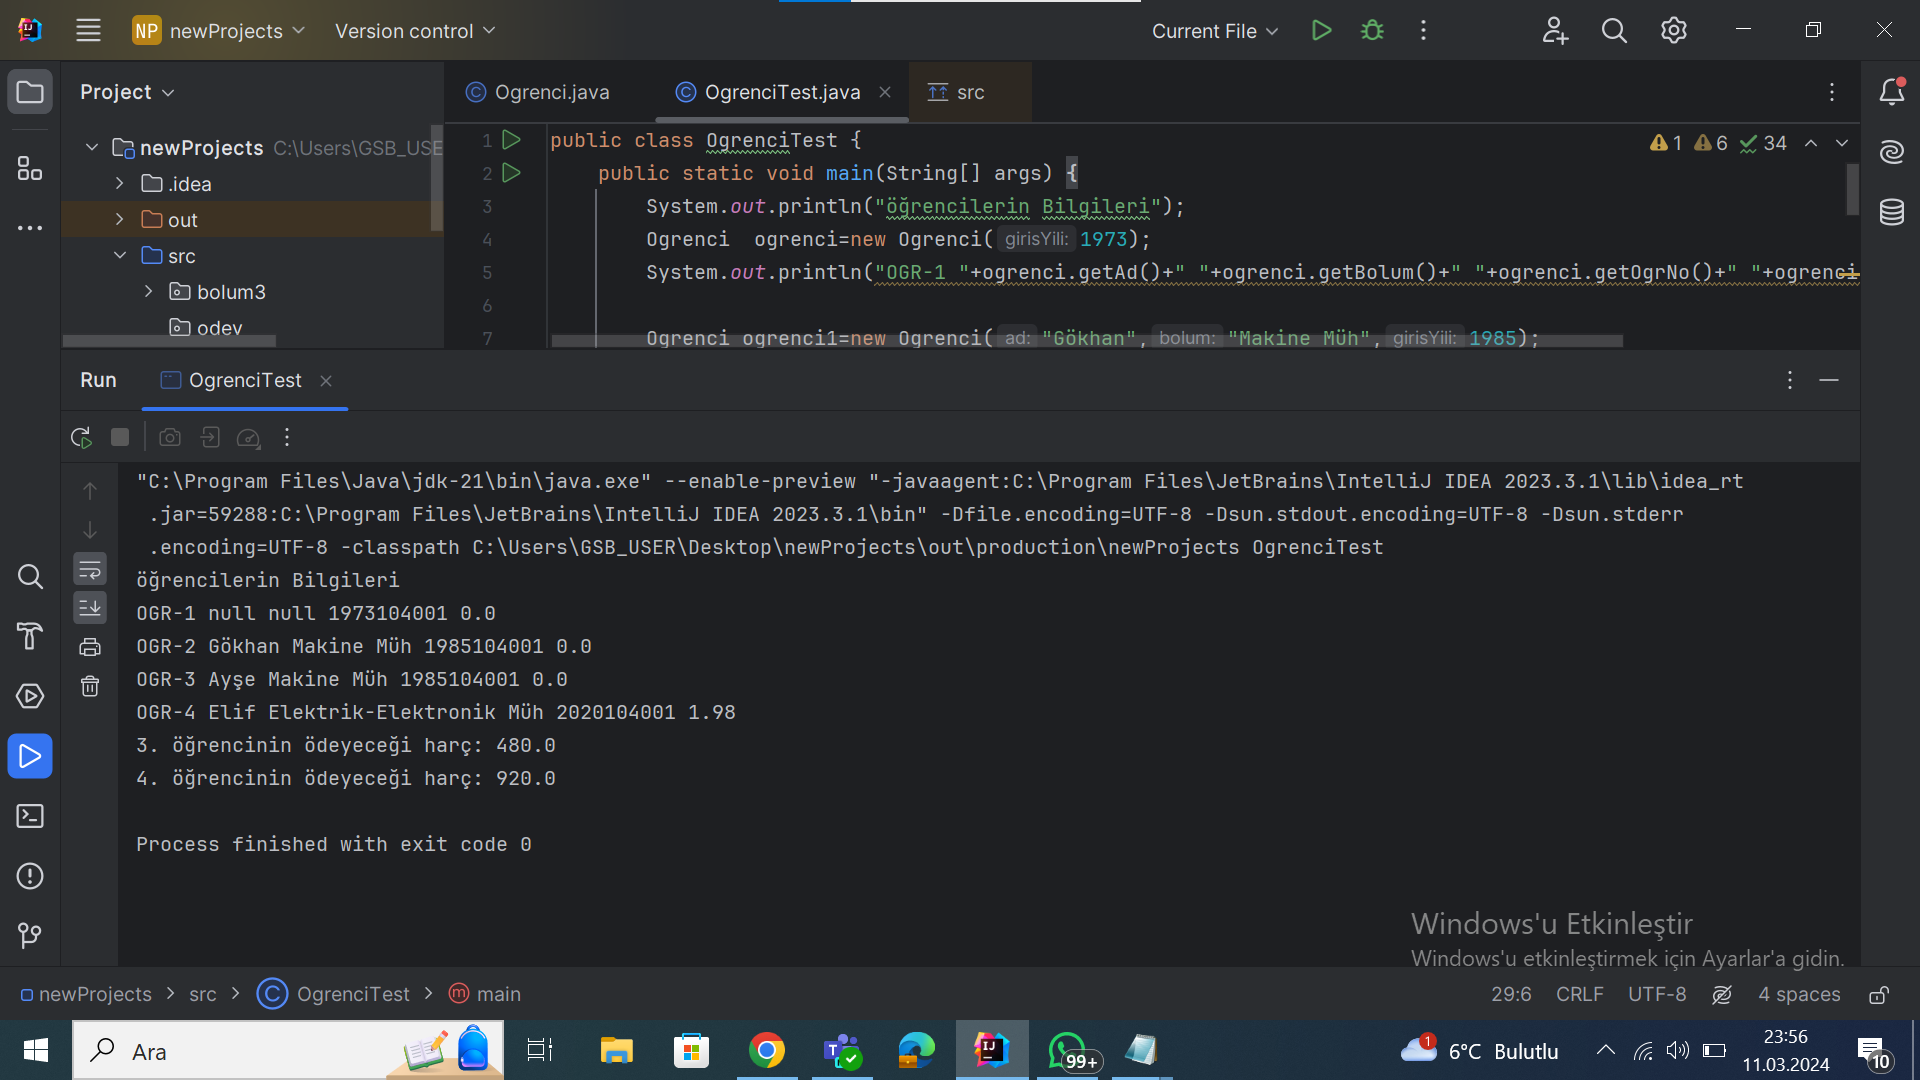 NP newProjects Version control Current File
Project
Ogrenci.java OgrenciTest.java src
newProjects C:\Users\GSB_USE
.idea
out
src
bolum3
odev
1 public class OgrenciTest {
1 6 34
2 public static void main(String[] args) {
3 System.out.println("öğrencilerin Bilgileri");
4 Ogrenci  ogrenci=new Ogrenci( girisYili: 1973);
5 System.out.println("OGR-1 "+ogrenci.getAd()+" "+ogrenci.getBolum()+" "+ogrenci.getOgrNo()+" "+ogrenci
6
7 Ogrenci ogrenci1=new Ogrenci( ad: "Gökhan", bolum: "Makine Müh", girisYili: 1985);
Run OgrenciTest
"C:\Program Files\Java\jdk-21\bin\java.exe" --enable-preview "-javaagent:C:\Program Files\JetBrains\IntelliJ IDEA 2023.3.1\lib\idea_rt
.jar=59288:C:\Program Files\JetBrains\IntelliJ IDEA 2023.3.1\bin" -Dfile.encoding=UTF-8 -Dsun.stdout.encoding=UTF-8 -Dsun.stderr
.encoding=UTF-8 -classpath C:\Users\GSB_USER\Desktop\newProjects\out\production\newProjects OgrenciTest
öğrencilerin Bilgileri
OGR-1 null null 1973104001 0.0
OGR-2 Gökhan Makine Müh 1985104001 0.0
OGR-3 Ayşe Makine Müh 1985104001 0.0
OGR-4 Elif Elektrik-Elektronik Müh 2020104001 1.98
3. öğrencinin ödeyeceği harç: 480.0
4. öğrencinin ödeyeceği harç: 920.0
Process finished with exit code 0
Windows'u Etkinleştir
Windows'u etkinleştirmek için Ayarlar'a gidin.
newProjects > src > OgrenciTest > main
29:6 CRLF UTF-8 4 spaces
Ara
99+
1
6°C Bulutlu
23:56
11.03.2024
10